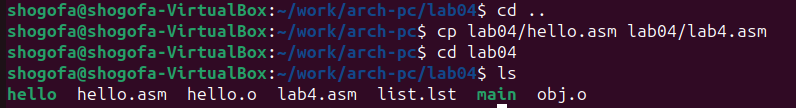 shogofa@shogofa-VirtualBox:~/work/arch-pc/lab04$ cd ..
shogofa@shogofa-VirtualBox:~/work/arch-pc$ cp lab04/hello.asm lab04/lab4.asm
shogofa@shogofa-VirtualBox:~/work/arch-pc$ cd lab04
shogofa@shogofa-VirtualBox:~/work/arch-pc/lab04$ ls
hello hello.asm hello.o lab4.asm list.lst main obj.o